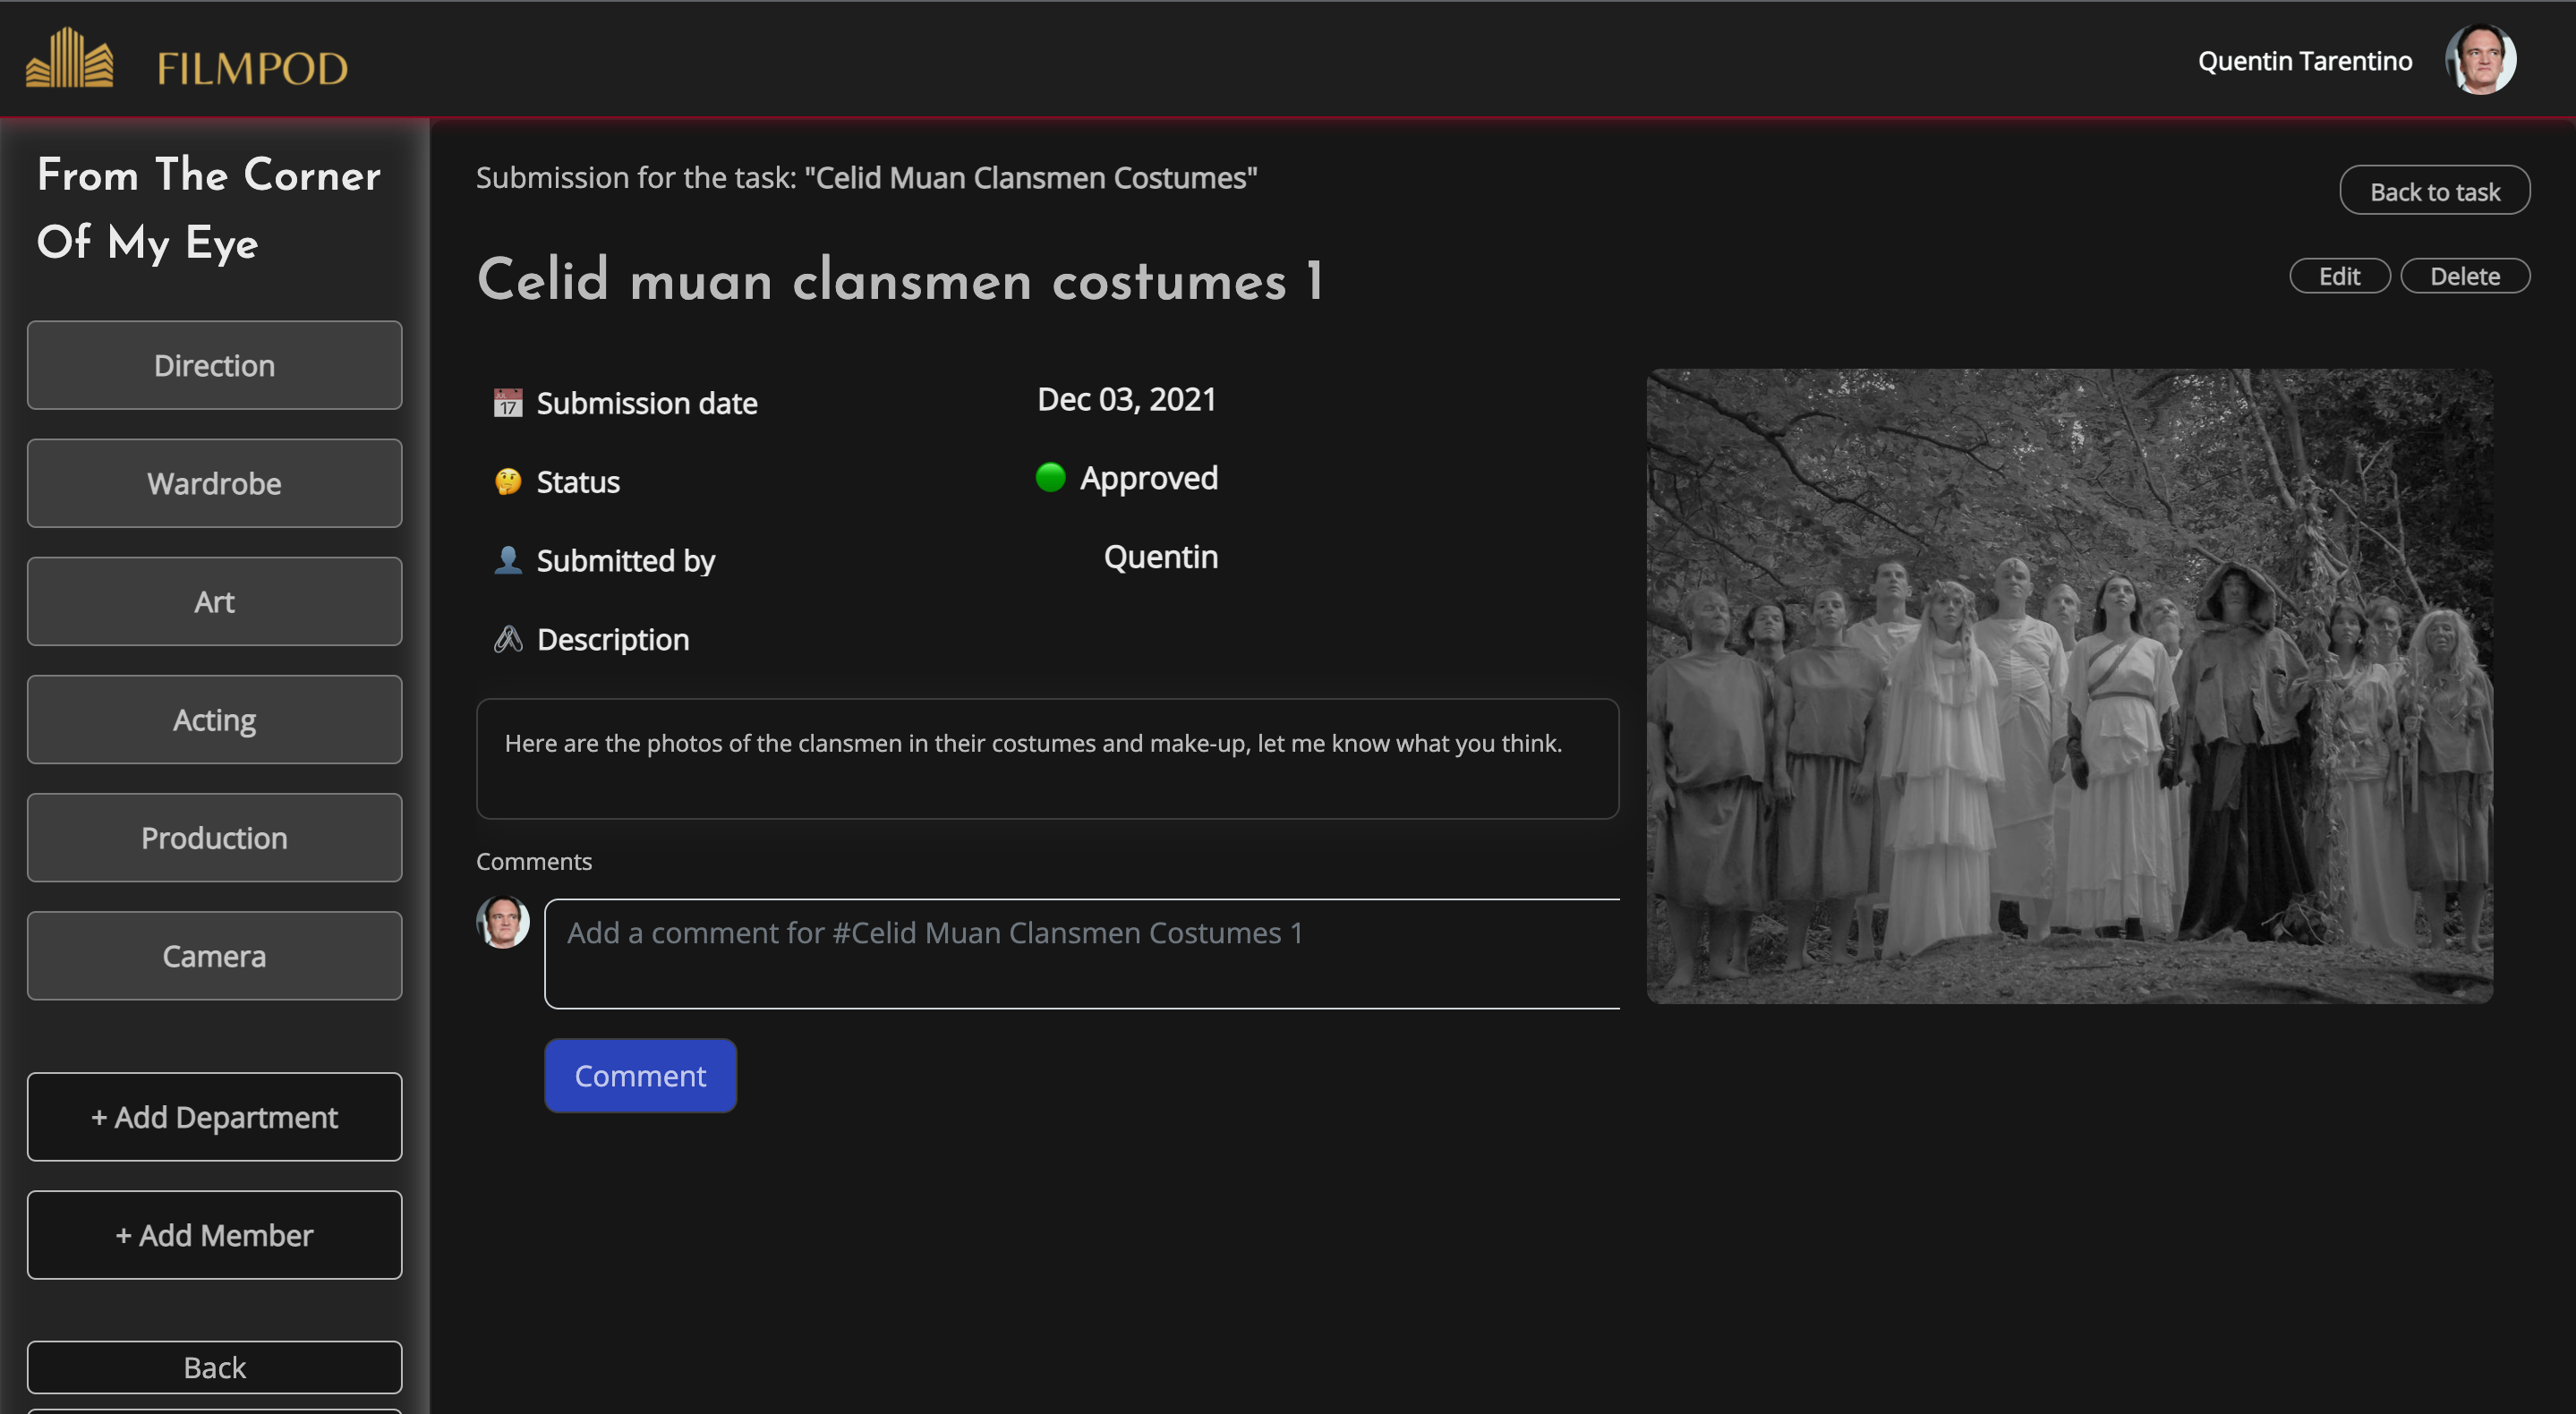 FILMPOD
Quentin Tarentino
From The Corner
Of My Eye
Direction
Wardrobe
Art
Acting
Production
Camera
+ Add Department
+ Add Member
Back
Submission for the task: "Celid Muan Clansmen Costumes"
Back to task
Celid muan clansmen costumes 1
Edit
Delete
Submission date
Dec 03, 2021
Status
Approved
Submitted by
Quentin
Description
Here are the photos of the clansmen in their costumes and make-up, let me know what you think.
Comments
Add a comment for #Celid Muan Clansmen Costumes 1
Comment